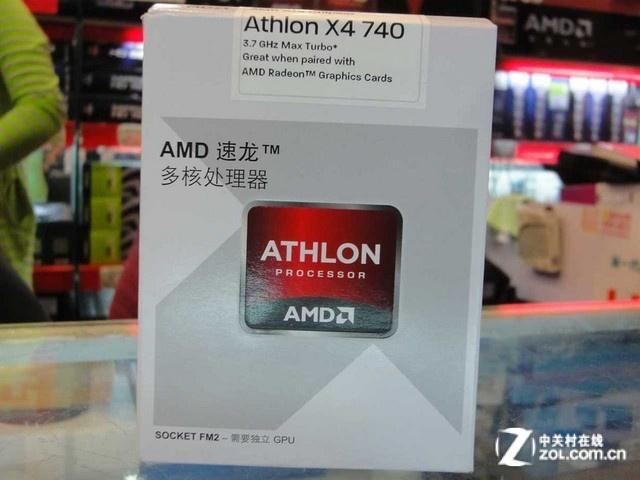 Athlon X4 740
3.7 GHz Max Turbo*
Great when paired with
AMD Radeon™ Graphics Cards
AMD
AMD 速龙™
多核处理器
ATHLON
PROCESSOR
AMD
SOCKET FM2 – 需要独立 GPU
中关村在线
ZOL.COM.CN